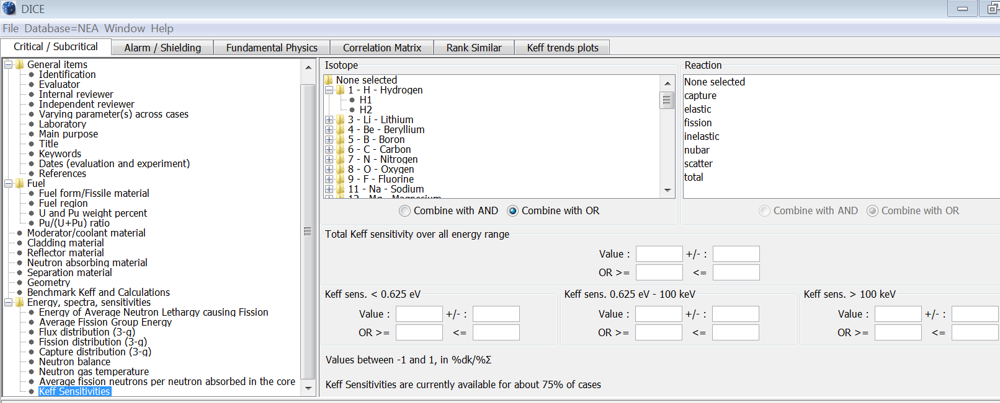 DICE
File Database=NEA Window Help
Critical / Subcritical Alarm / Shielding Fundamental Physics Correlation Matrix Rank Similar Keff trends plots
General items
Identification
Evaluator
Internal reviewer
Independent reviewer
Varying parameter(s) across cases
Laboratory
Main purpose
Title
Keywords
Dates (evaluation and experiment)
References
Fuel
Fuel form/Fissile material
Fuel region
U and Pu weight percent
Pu/(U+Pu) ratio
Moderator/coolant material
Cladding material
Reflector material
Neutron absorbing material
Separation material
Geometry
Benchmark Keff and Calculations
Energy, spectra, sensitivities
Energy of Average Neutron Lethargy causing Fission
Average Fission Group Energy
Flux distribution (3-g)
Fission distribution (3-g)
Capture distribution (3-g)
Neutron balance
Neutron gas temperature
Average fission neutrons per neutron absorbed in the core
Keff Sensitivities
Isotope
None selected
1 - H - Hydrogen
H1
H2
3 - Li - Lithium
4 - Be - Beryllium
5 - B - Boron
6 - C - Carbon
7 - N - Nitrogen
8 - O - Oxygen
9 - F - Fluorine
11 - Na - Sodium
12 - Mg - Magnesium
Combine with AND Combine with OR
Reaction
None selected
capture
elastic
fission
inelastic
nubar
scatter
total
Combine with AND Combine with OR
Total Keff sensitivity over all energy range
Value : +/- :
OR >= <=
Keff sens. < 0.625 eV
Value : +/- :
OR >= <=
Keff sens. 0.625 eV - 100 keV
Value : +/- :
OR >= <=
Keff sens. > 100 keV
Value : +/- :
OR >= <=
Values between -1 and 1, in %dk/%Σ
Keff Sensitivities are currently available for about 75% of cases